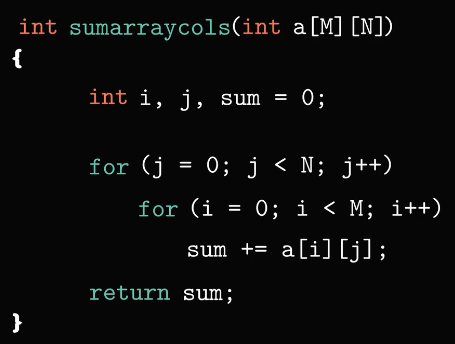 int sumarraycols(int a[M][N])
{
int i, j, sum = 0;
for (j = 0; j < N; j++)
for (i = 0; i < M; i++)
sum += a[i][j];
return sum;
}